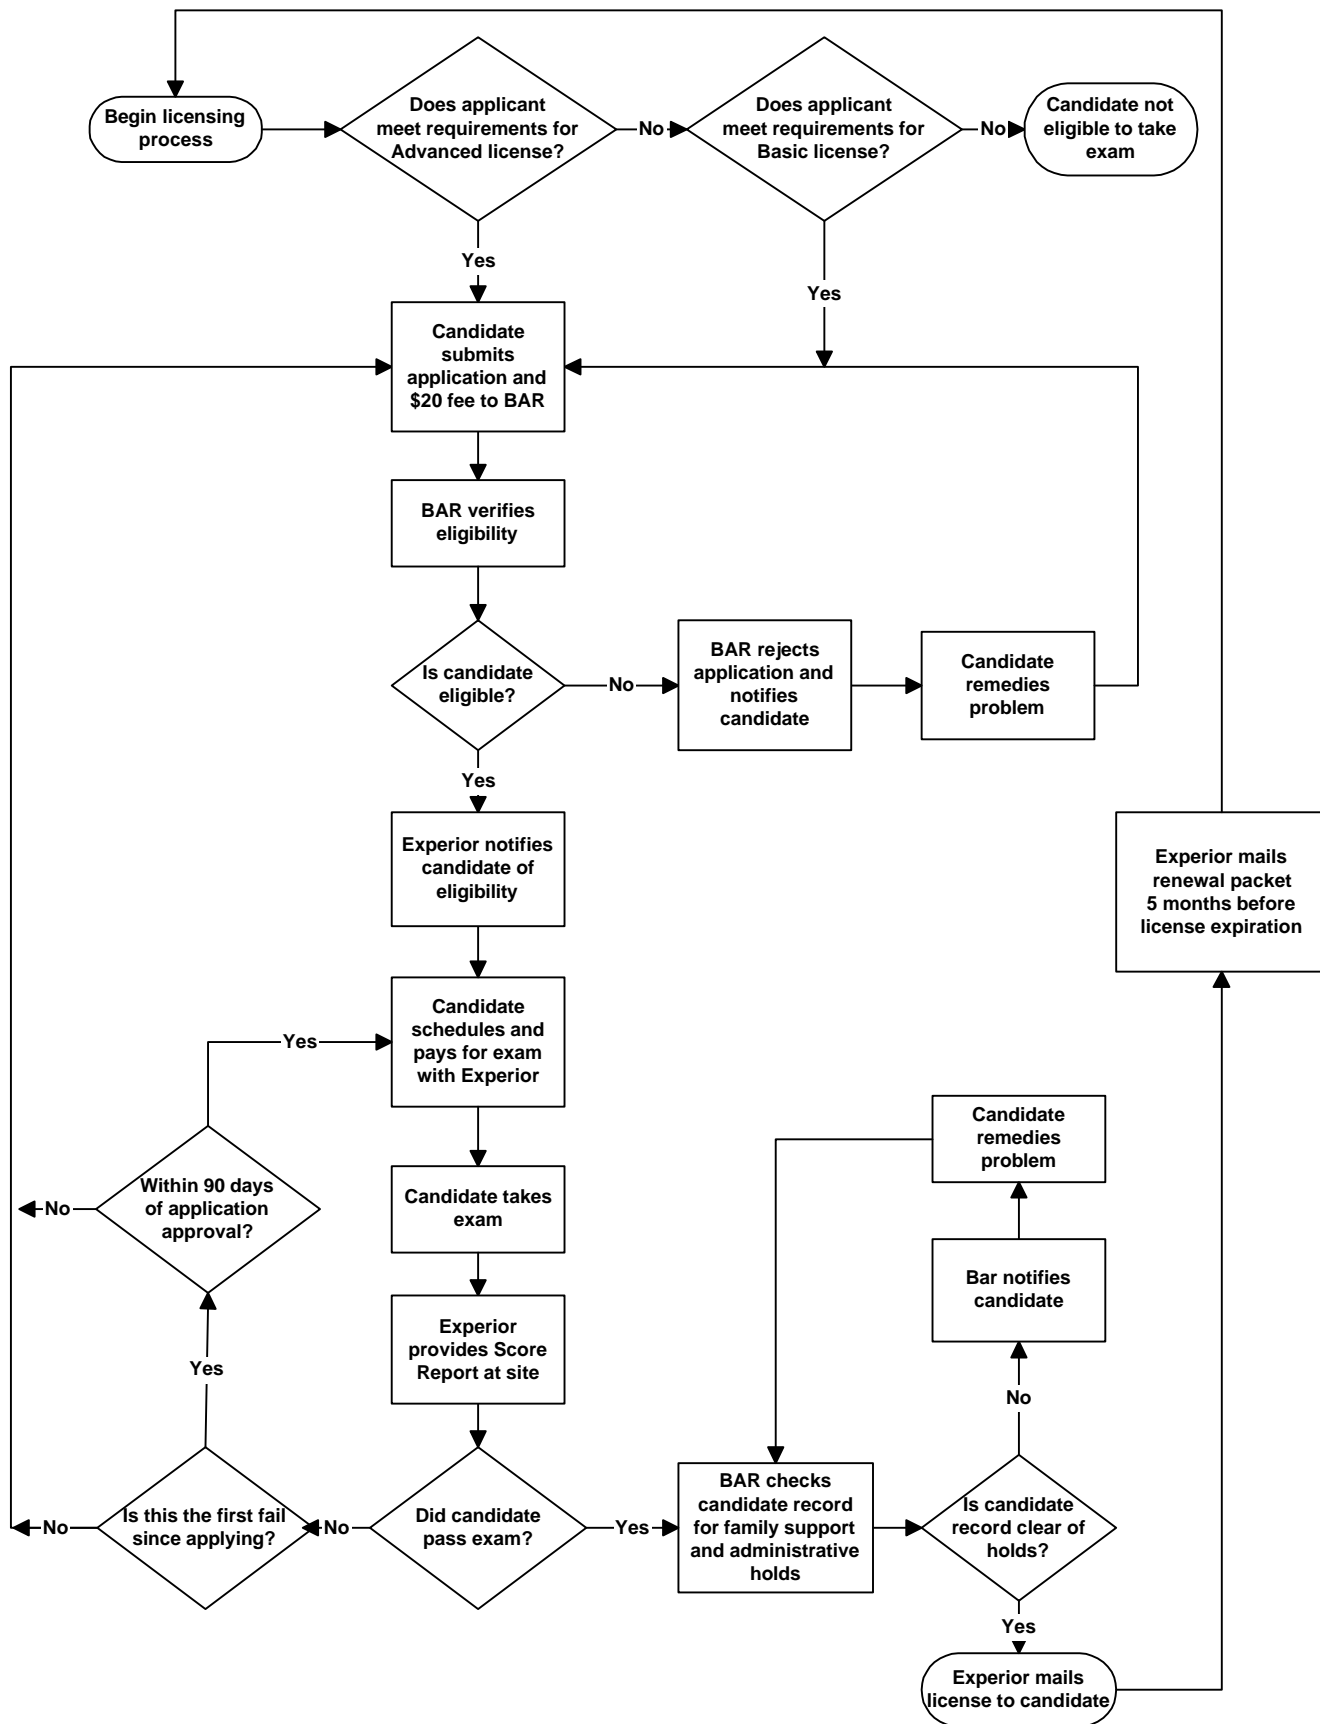 Begin licensing
process
Does applicant
meet requirements for
Advanced license?
No
Does applicant
meet requirements for
Basic license?
No
Candidate not
eligible to take
exam
Yes
Yes
Candidate
submits
application and
$20 fee to BAR
BAR verifies
eligibility
Is candidate
eligible?
No
BAR rejects
application and
notifies
candidate
Candidate
remedies
problem
Yes
Experior notifies
candidate of
eligibility
Experior mails
renewal packet
5 months before
license expiration
Candidate
schedules and
pays for exam
with Experior
Yes
Within 90 days
of application
approval?
No
Candidate takes
exam
Candidate
remedies
problem
Bar notifies
candidate
Experior
provides Score
Report at site
Yes
No
Is this the first fail
since applying?
No
Did candidate
pass exam?
No
Yes
BAR checks
candidate record
for family support
and administrative
holds
Is candidate
record clear of
holds?
Yes
Experior mails
license to candidate